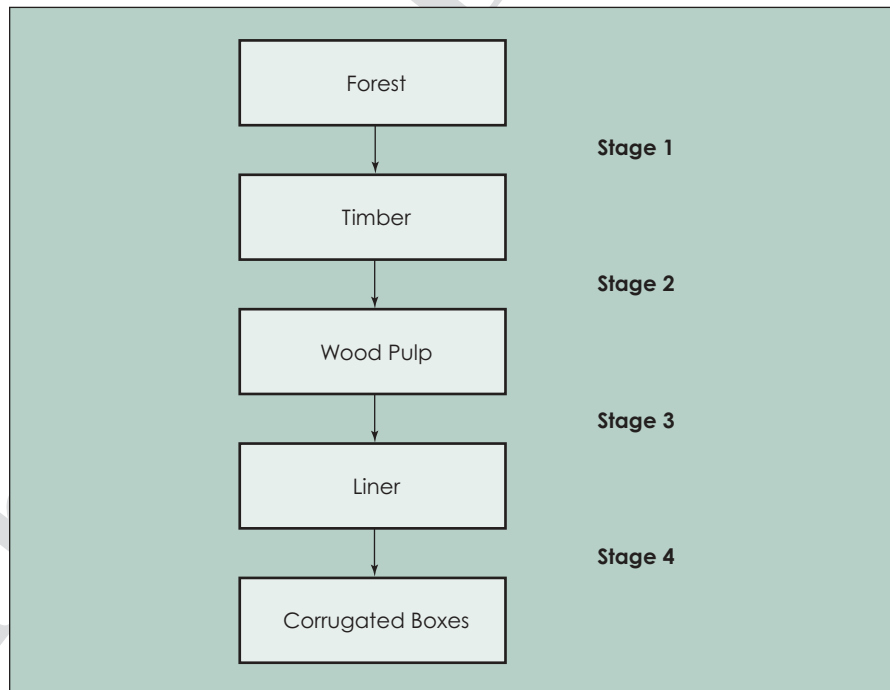 Forest
Stage 1
Timber
Stage 2
Wood Pulp
Stage 3
Liner
Stage 4
Corrugated Boxes